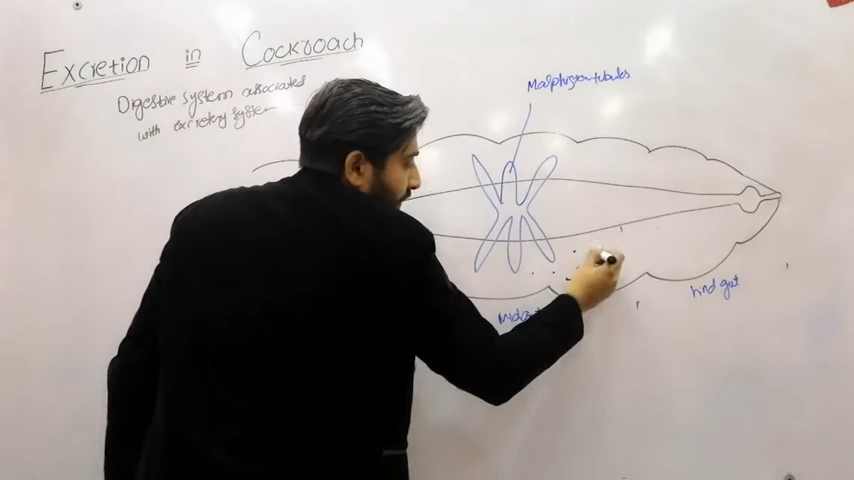 Excretion in Cockroach
Digestive system associated
with excretory system
Malphigian tubules
hind gut